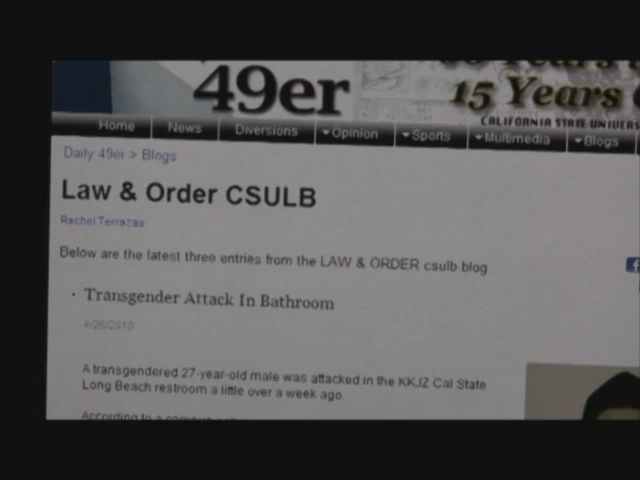 49er
15 Years
CALIFORNIA STATE
Home News Diversions Opinion Sports Multimedia Blogs
Daily 49er > Blogs
Law & Order CSULB
Rachel Terrazas
Below are the latest three entries from the LAW & ORDER csulb blog
· Transgender Attack In Bathroom
4/26/2010
A transgendered 27-year-old male was attacked in the KKJZ Cal State
Long Beach restroom a little over a week ago.
According to a